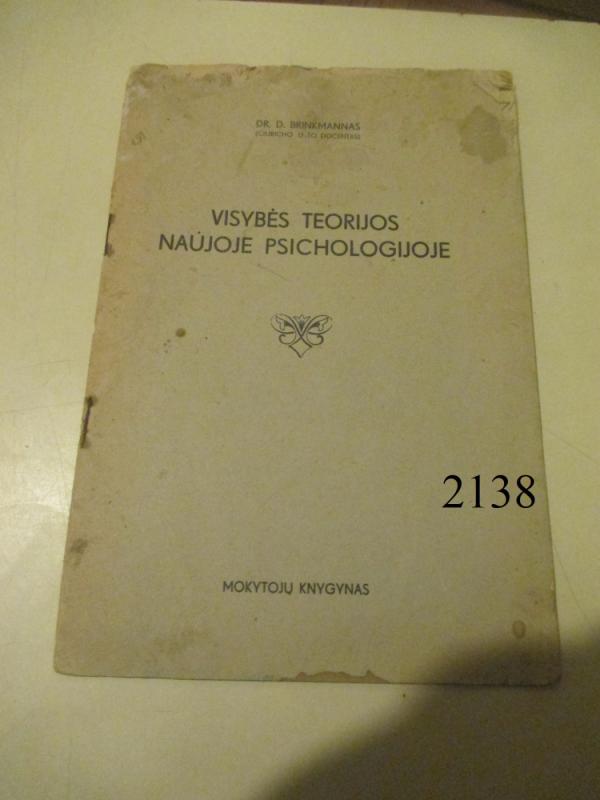 DR. D. BRINKMANNAS
(CIURICHO U-TO DOCENTAS)
VISYBĖS TEORIJOS
NAUJOJE PSICHOLOGIJOJE
2138
MOKYTOJŲ KNYGYNAS